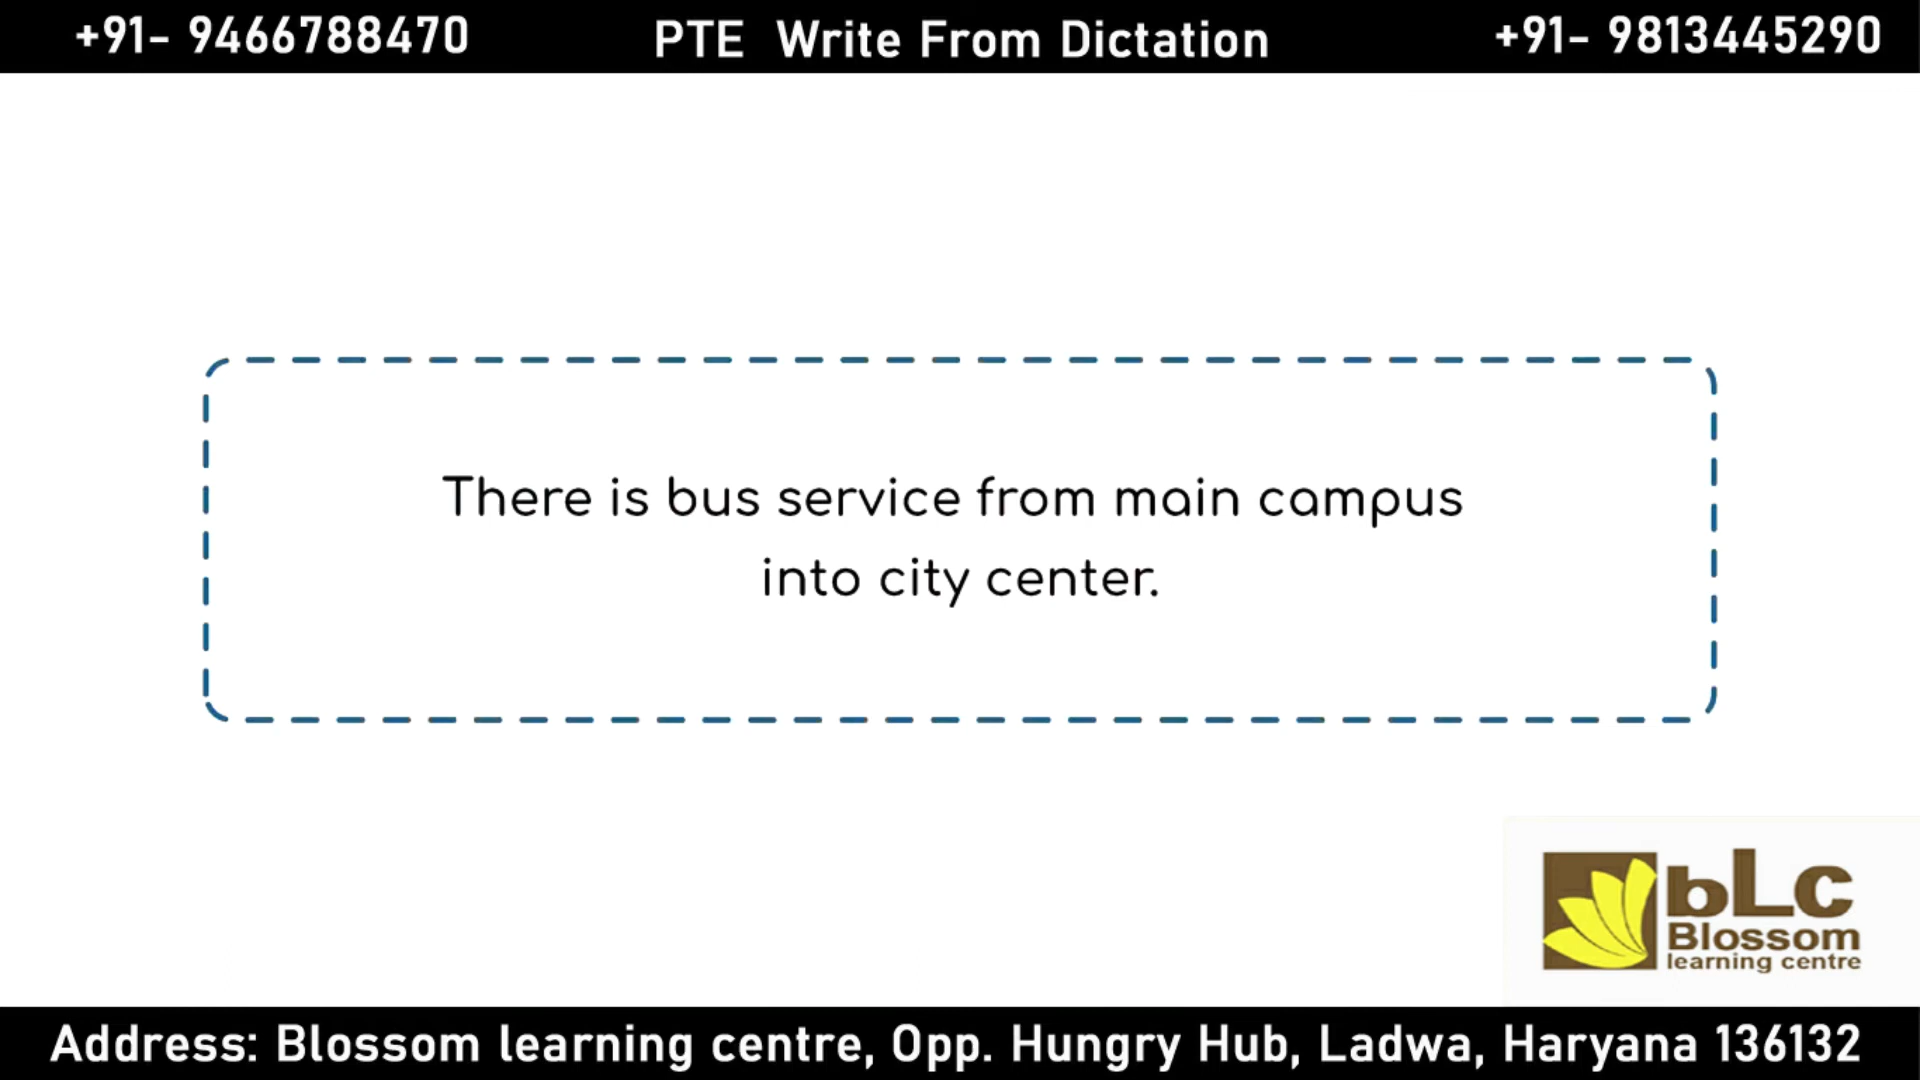 +91- 9466788470 PTE Write From Dictation +91- 9813445290
There is bus service from main campus
into city center.
bLc
Blossom
learning centre
Address: Blossom learning centre, Opp. Hungry Hub, Ladwa, Haryana 136132